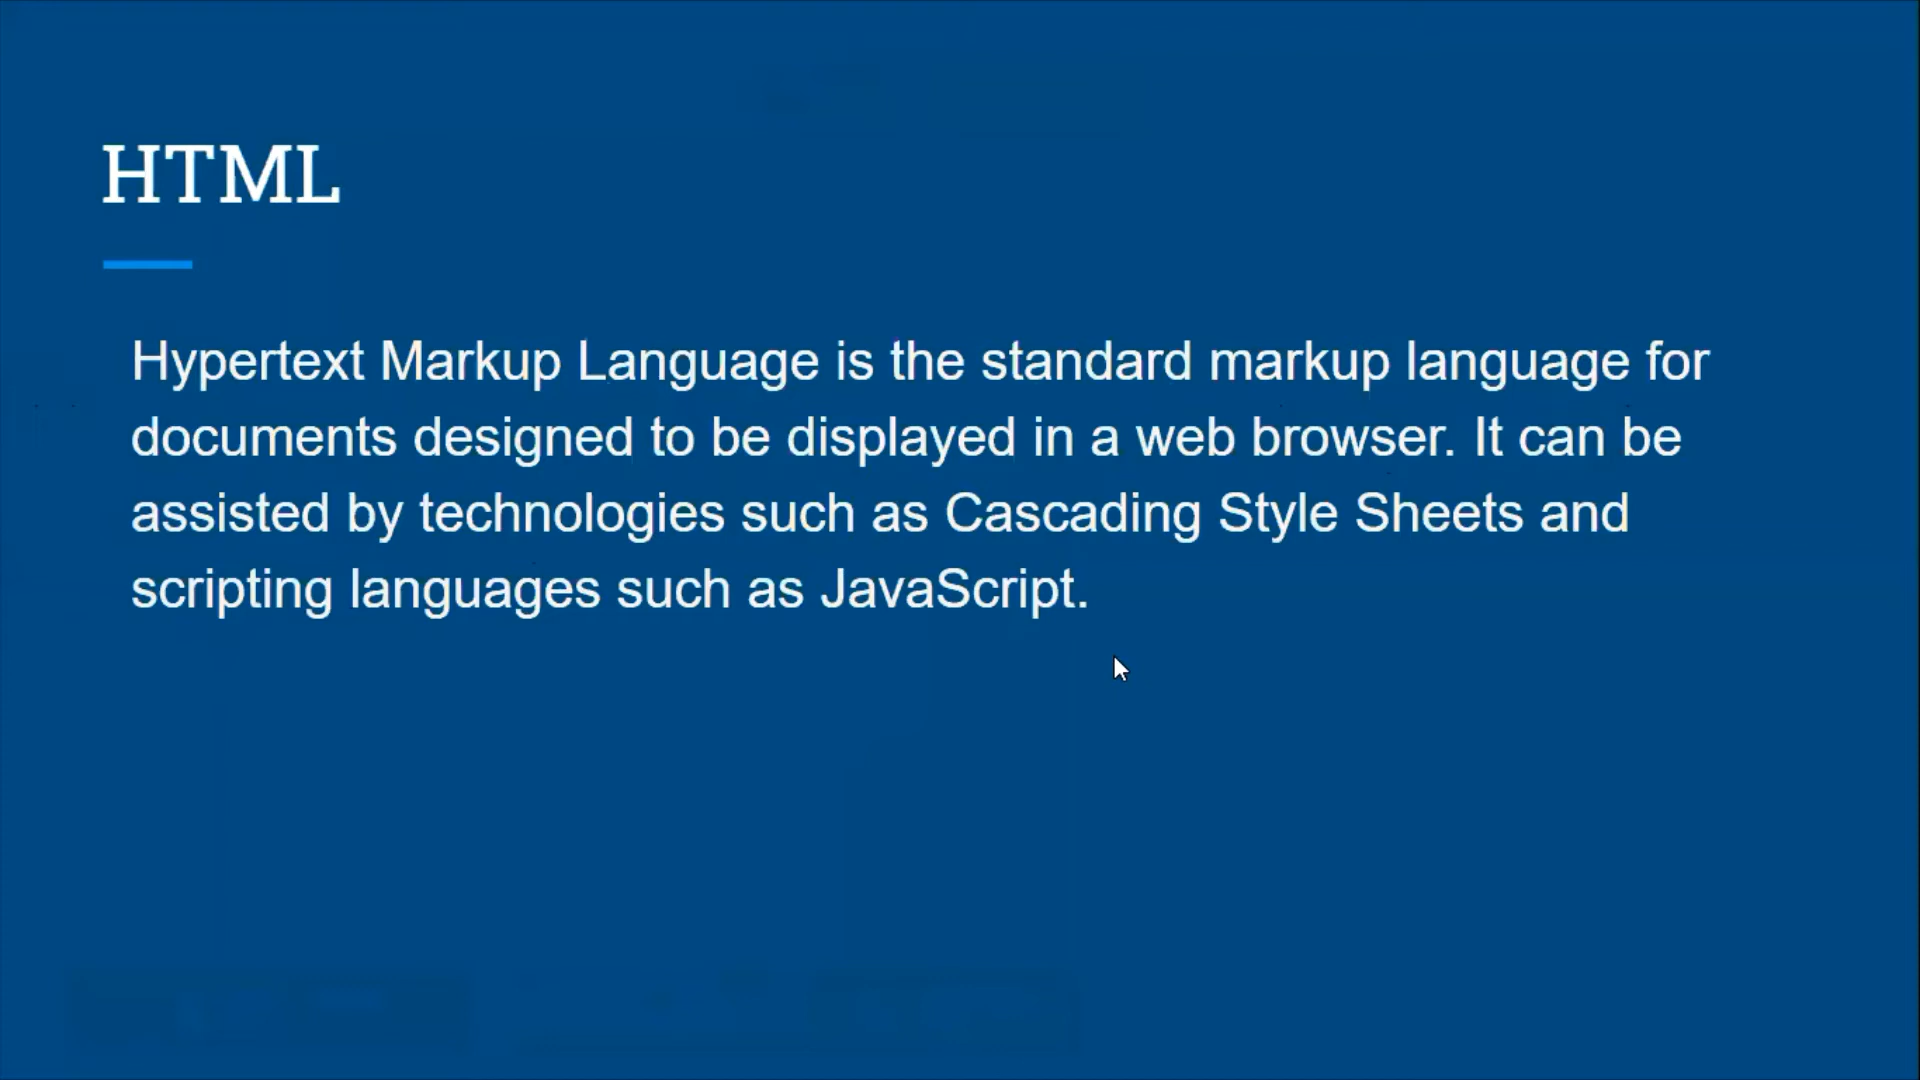 HTML
Hypertext Markup Language is the standard markup language for
documents designed to be displayed in a web browser. It can be
assisted by technologies such as Cascading Style Sheets and
scripting languages such as JavaScript.